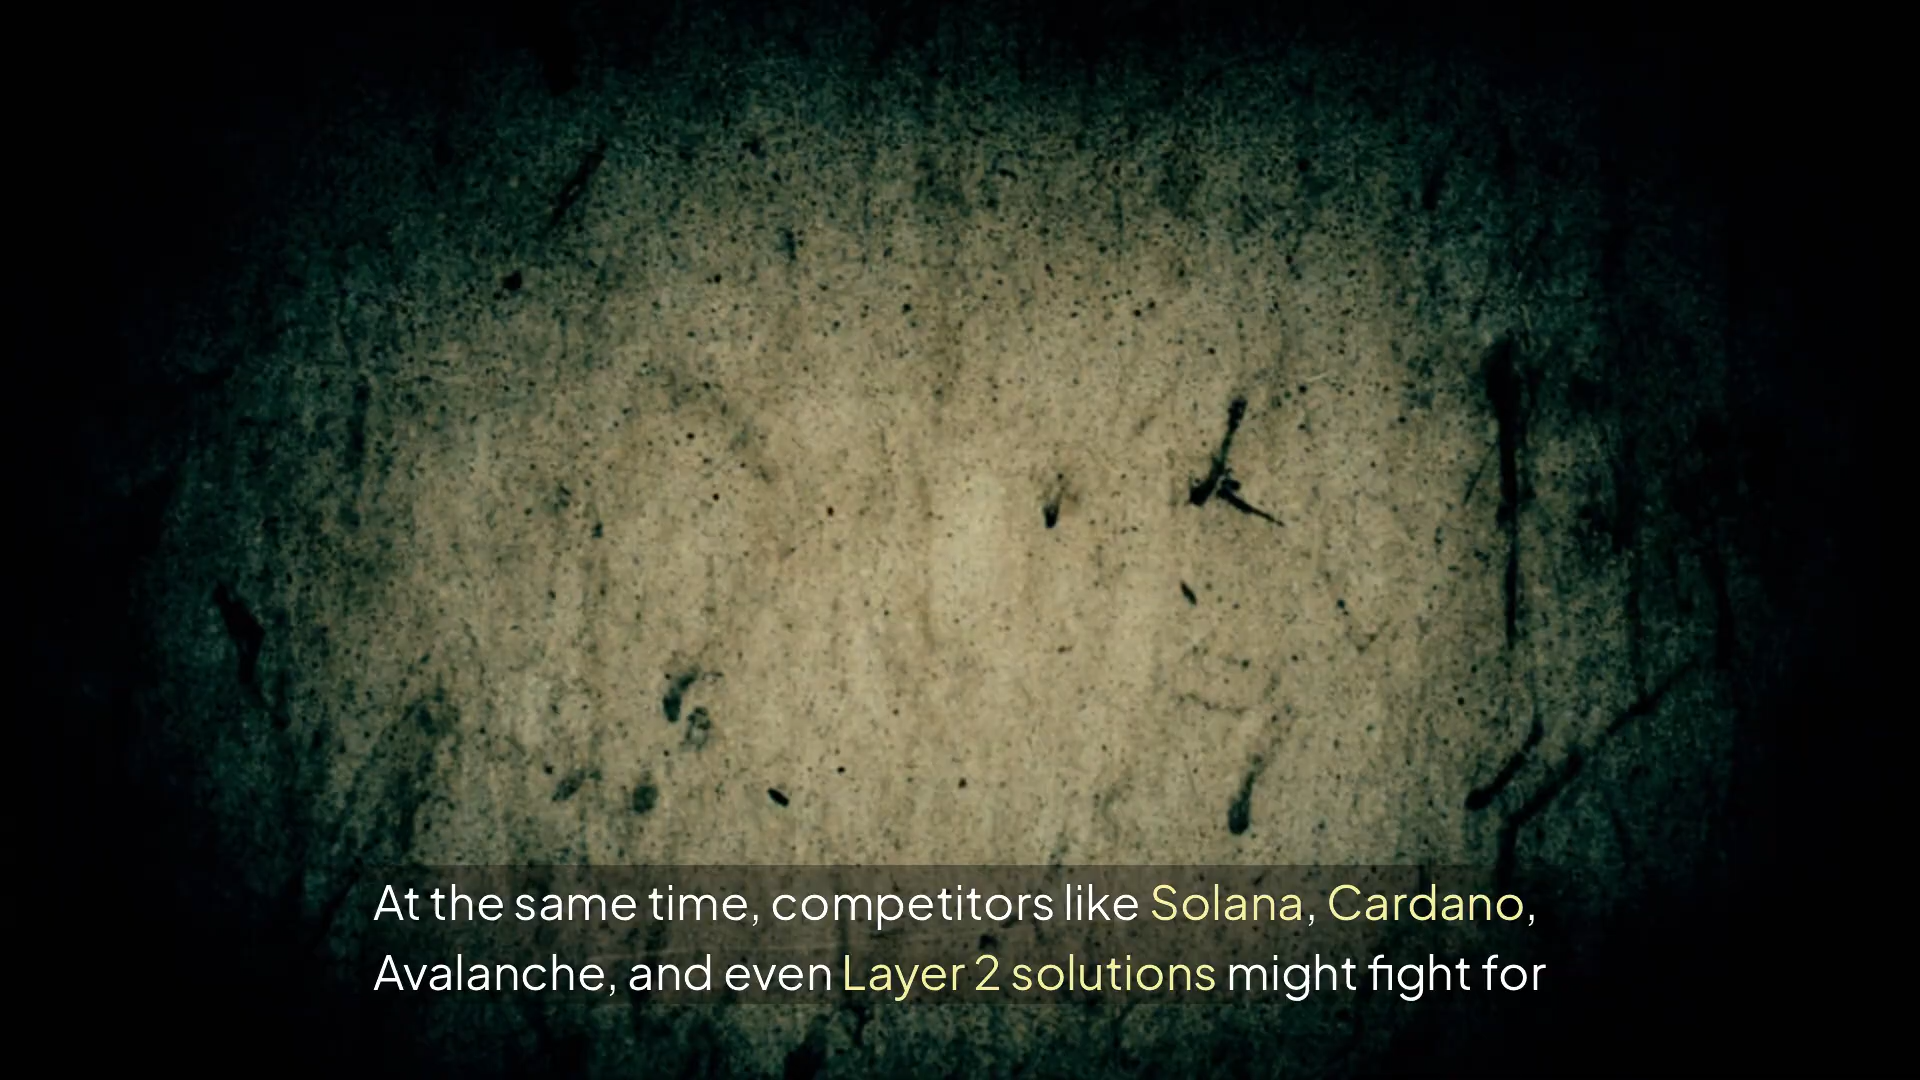 At the same time, competitors like Solana, Cardano,
Avalanche, and even Layer 2 solutions might fight for